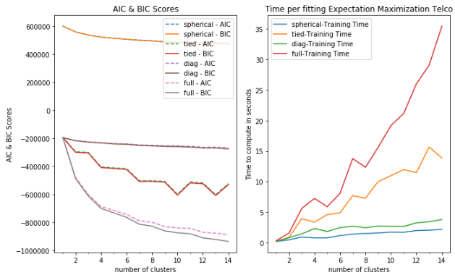 AIC & BIC Scores
spherical - AIC
spherical - BIC
tied - AIC
tied - BIC
diag - AIC
diag - BIC
full - AIC
full - BIC
600000
400000
200000
0
−200000
−400000
−600000
−800000
−1000000
AIC & BIC Scores
2 4 6 8 10 12 14
number of clusters
Time per fitting Expectation Maximization Telco
spherical-Training Time
tied-Training Time
diag-Training Time
full-Training Time
35
30
25
20
15
10
5
0
Time to compute in seconds
2 4 6 8 10 12 14
number of clusters